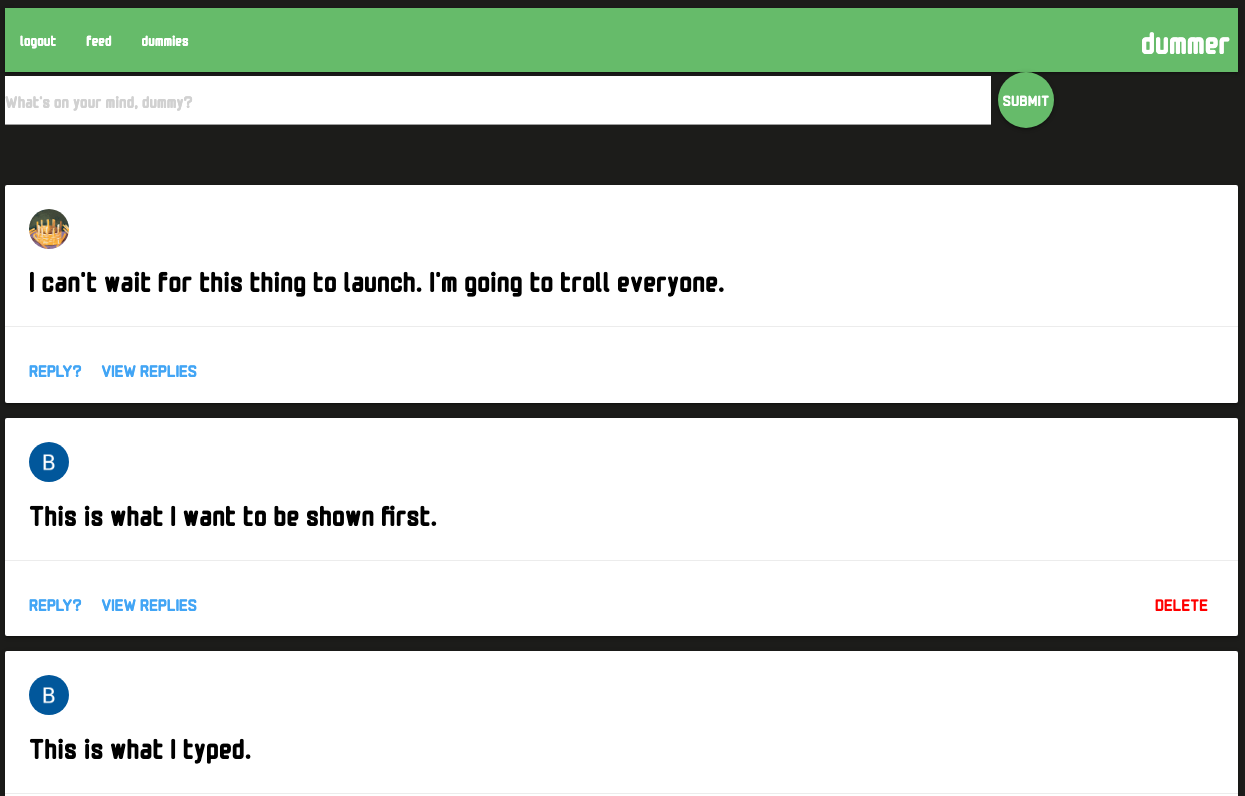 logout feed dummies dummer
What's on your mind, dummy? SUBMIT
I can't wait for this thing to launch. I'm going to troll everyone.
REPLY? VIEW REPLIES
B
This is what I want to be shown first.
REPLY? VIEW REPLIES DELETE
B
This is what I typed.